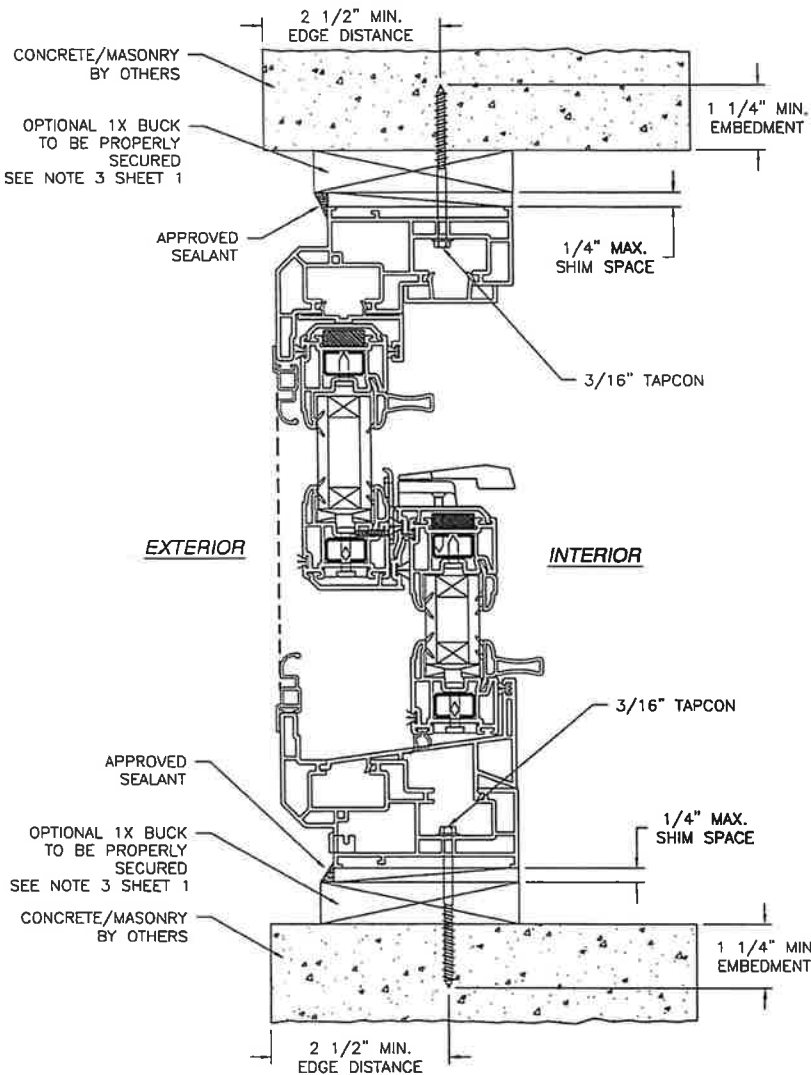 2 1/2" MIN.
EDGE DISTANCE
CONCRETE/MASONRY
BY OTHERS
1 1/4" MIN.
EMBEDMENT
OPTIONAL 1X BUCK
TO BE PROPERLY
SECURED
SEE NOTE 3 SHEET 1
APPROVED
SEALANT
1/4" MAX.
SHIM SPACE
3/16" TAPCON
EXTERIOR
INTERIOR
3/16" TAPCON
APPROVED
SEALANT
1/4" MAX.
SHIM SPACE
OPTIONAL 1X BUCK
TO BE PROPERLY
SECURED
SEE NOTE 3 SHEET 1
CONCRETE/MASONRY
BY OTHERS
1 1/4" MIN
EMBEDMENT
2 1/2" MIN.
EDGE DISTANCE